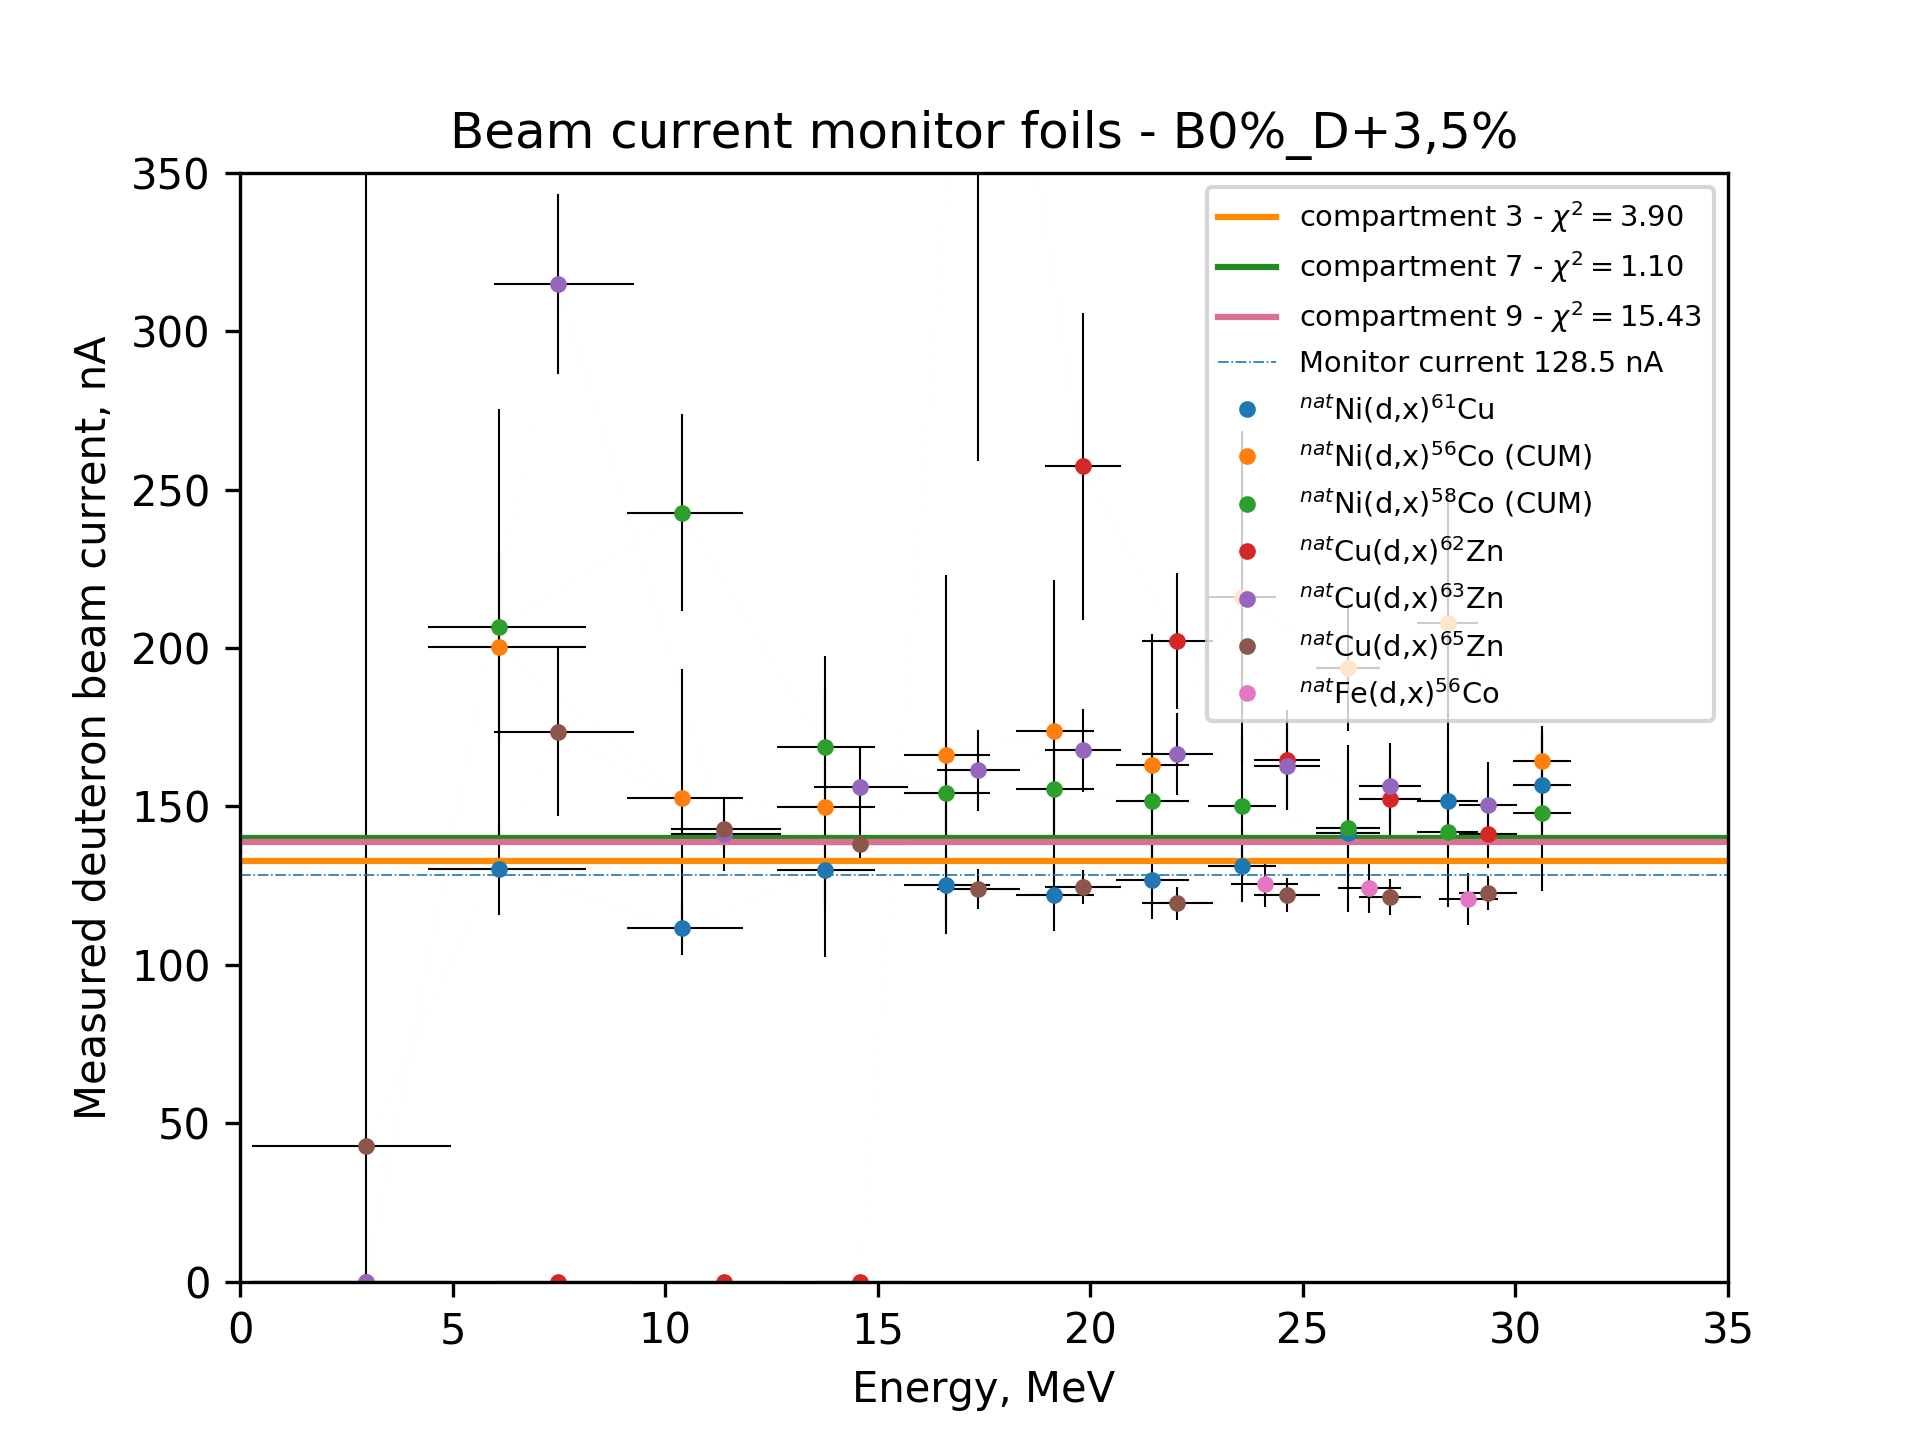 Beam current monitor foils - B0%_D+3,5%
350
300
250
200
150
100
50
0
Measured deuteron beam current, nA
compartment 3 - χ² = 3.90
compartment 7 - χ² = 1.10
compartment 9 - χ² = 15.43
Monitor current 128.5 nA
ⁿᵃᵗNi(d,x)⁶¹Cu
ⁿᵃᵗNi(d,x)⁵⁶Co (CUM)
ⁿᵃᵗNi(d,x)⁵⁸Co (CUM)
ⁿᵃᵗCu(d,x)⁶²Zn
ⁿᵃᵗCu(d,x)⁶³Zn
ⁿᵃᵗCu(d,x)⁶⁵Zn
ⁿᵃᵗFe(d,x)⁵⁶Co
0 5 10 15 20 25 30 35
Energy, MeV